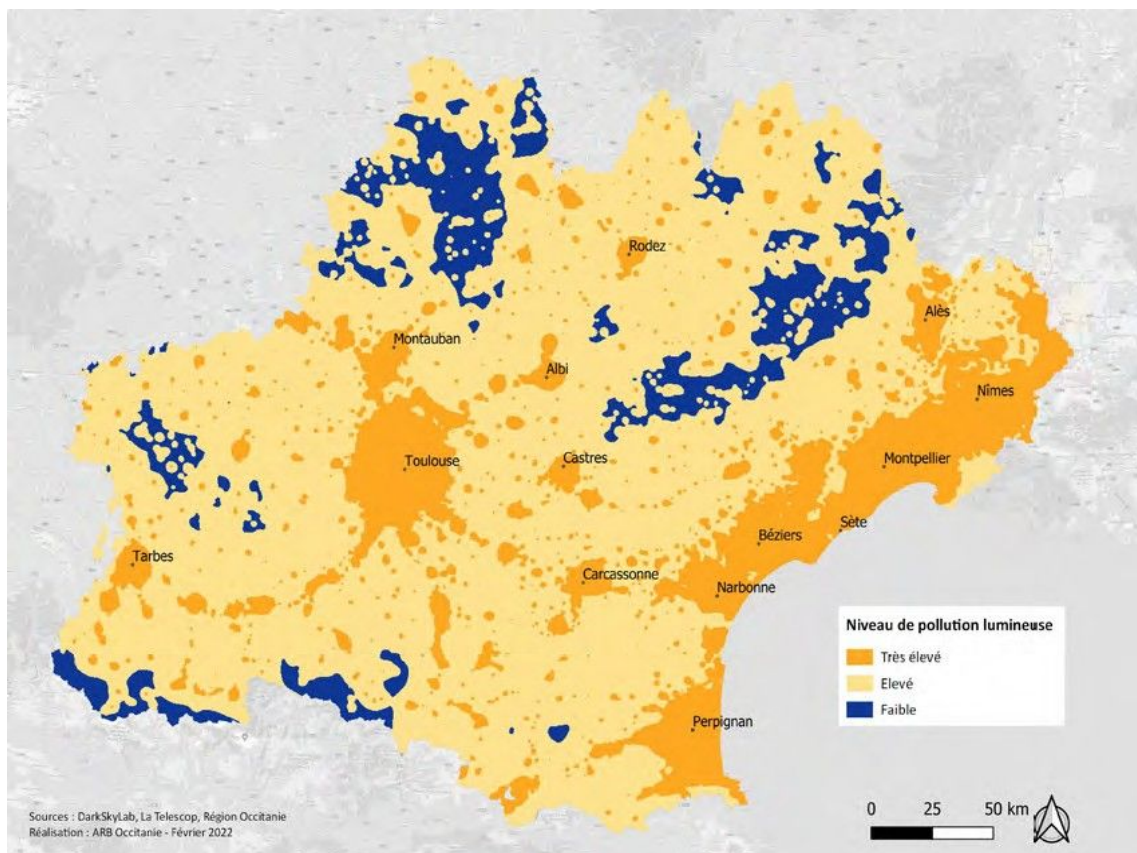 Rodez
Alès
Montauban
Albi
Nîmes
Toulouse
Castres
Montpellier
Sète
Béziers
Tarbes
Carcassonne
Narbonne
Niveau de pollution lumineuse
Très élevé
Elevé
Faible
Perpignan
Sources : DarkSkyLab, La Telescop, Région Occitanie
Réalisation : ARB Occitanie - Février 2022
0 25 50 km